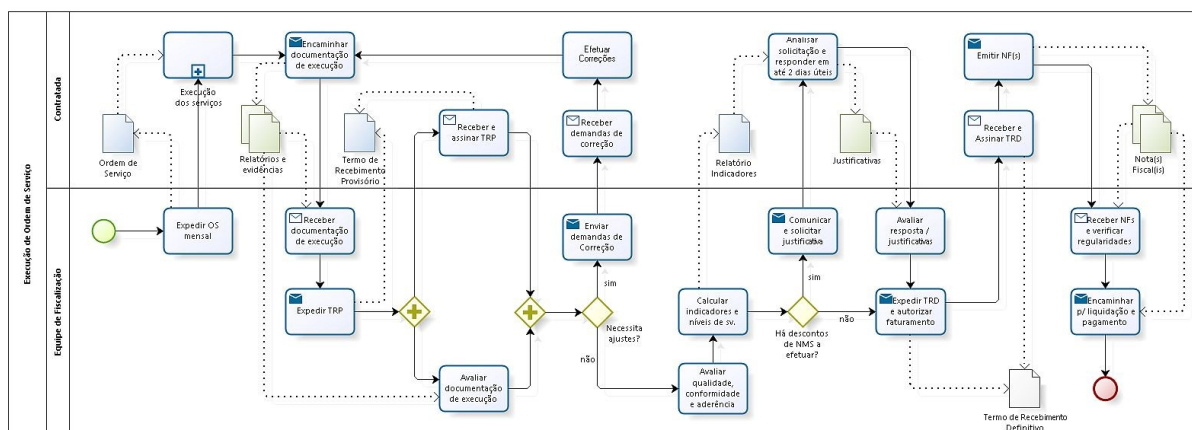 Execução de Ordem de Serviço
Contratada
Execução
dos serviços
Encaminhar
documentação
de execução
Efetuar
Correções
Analisar
solicitação e
responder em
até 2 dias úteis
Emitir NF(s)
Ordem de
Serviço
Relatórios e
evidências
Termo de
Recebimento
Provisório
Receber e
assinar TRP
Receber
demandas de
correção
Relatório
Indicadores
Justificativas
Receber e
Assinar TRD
Nota(s)
Fiscal(is)
Equipe de Fiscalização
Expedir OS
mensal
Receber
documentação
de execução
Enviar
demandas de
Correção
Comunicar
e solicitar
justificativa
Avaliar
resposta /
justificativas
Receber NFs
e verificar
regularidades
sim
sim
Expedir TRP
Necessita
ajustes?
Calcular
indicadores e
níveis de sv.
Há descontos
de NMS a
efetuar?
não
Expedir TRD
e autorizar
faturamento
Encaminhar
p/ liquidação e
pagamento
não
Avaliar
documentação
de execução
Avaliar
qualidade,
conformidade
e aderência
Termo de Recebimento
Definitivo